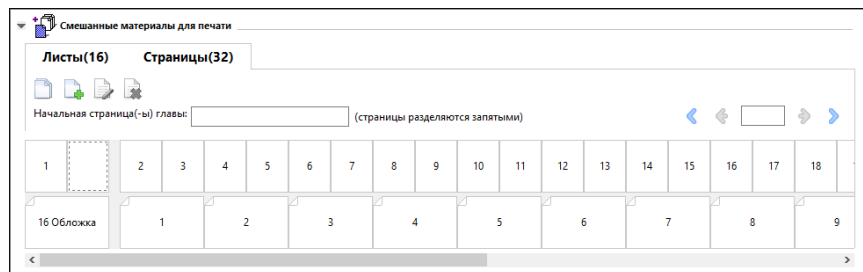 Смешанные материалы для печати
Листы(16) Страницы(32)
Начальная страница(-ы) главы: (страницы разделяются запятыми)
1 2 3 4 5 6 7 8 9 10 11 12 13 14 15 16 17 18
16 Обложка 1 2 3 4 5 6 7 8 9